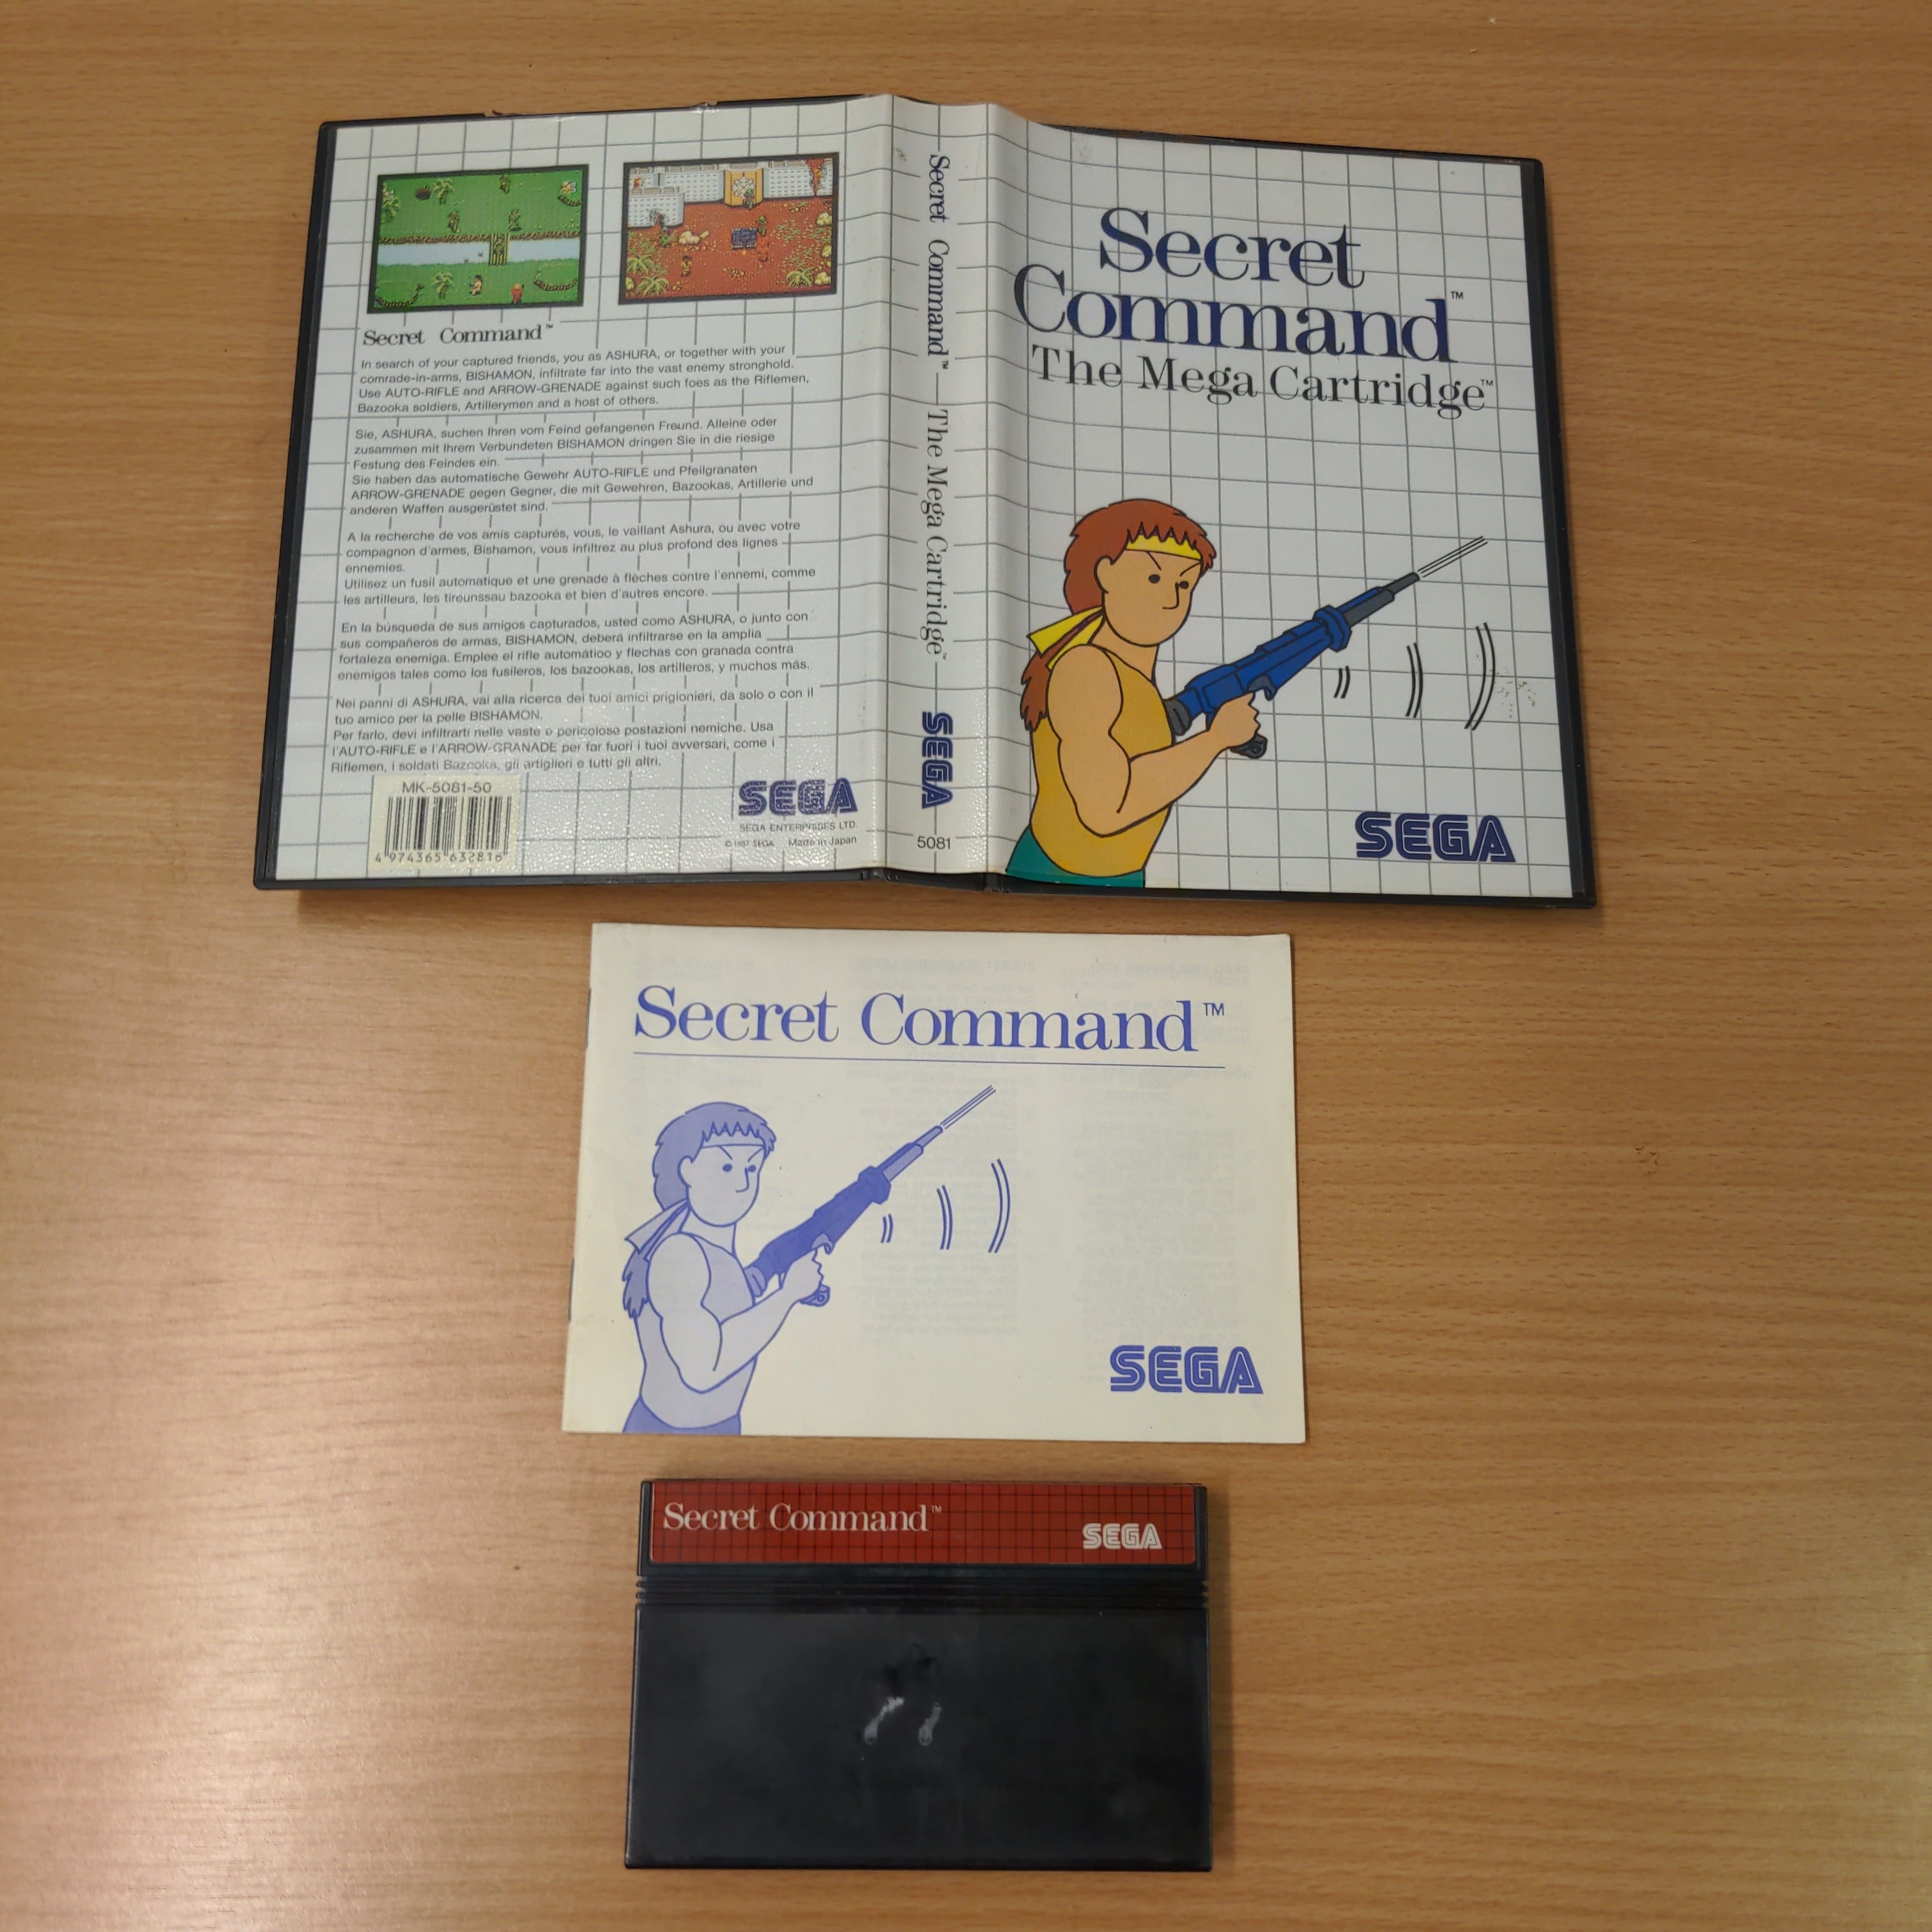 Secret Command™
In search of your captured friends, you as ASHURA, or together with your
comrade-in-arms, BISHAMON, infiltrate far into the vast enemy stronghold.
Use AUTO-RIFLE and ARROW-GRENADE against such foes as the Riflemen,
Bazooka soldiers, Artillerymen and a host of others.
Sie, ASHURA, suchen Ihren vom Feind gefangenen Freund. Alleine oder
zusammen mit Ihrem Verbundeten BISHAMON dringen Sie in die riesige
Festung des Feindes ein.
Sie haben das automatische Gewehr AUTO-RIFLE und Pfeilgranaten
ARROW-GRENADE gegen Gegner, die mit Gewehren, Bazookas, Artillerie und
anderen Waffen ausgerüstet sind.
A la recherche de vos amis capturés, vous, le vaillant Ashura, ou avec votre
compagnon d'armes, Bishamon, vous infiltrez au plus profond des lignes
ennemies.
Utilisez un fusil automatique et une grenade à flèches contre l'ennemi, comme
les artilleurs, les tireunssau bazooka et bien d'autres encore.
En la búsqueda de sus amigos capturados, usted como ASHURA, o junto con
sus compañeros de armas, BISHAMON, deberá infiltrarse en la amplia
fortaleza enemiga. Emplee el rifle automático y flechas con granada contra
enemigos tales como los fusileros, los bazookas, los artilleros, y muchos más.
Nei panni di ASHURA, vai alla ricerca dei tuoi amici prigionieri, da solo o con il
tuo amico per la pelle BISHAMON.
Per farlo, devi infiltrarti nelle vaste e pericolose postazioni nemiche. Usa
l'AUTO-RIFLE e l'ARROW-GRANADE per far fuori i tuoi avversari, come i
Riflemen, i soldati Bazooka, gli artiglieri e tutti gli altri.
MK-5081-50
4 974365 632816
SEGA
SEGA ENTERPRISES LTD.
© 1987 SEGA Made in Japan
Secret Command™ The Mega Cartridge™
SEGA
5081
Secret
Command™
The Mega Cartridge™
SEGA
Secret Command™
SEGA
Secret Command™
SEGA